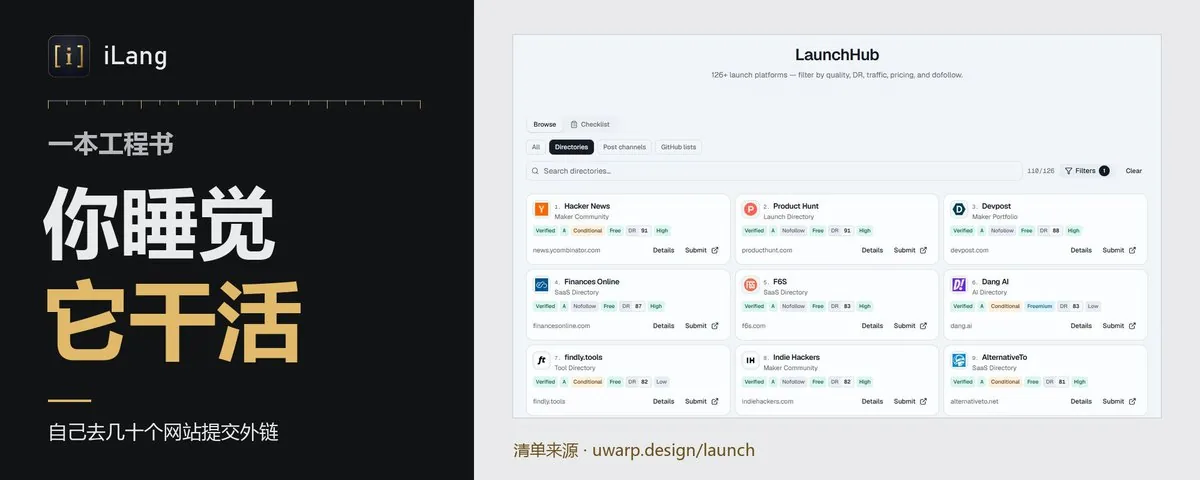 [i] iLang
一本工程书
你睡觉
它干活
自己去几十个网站提交外链
LaunchHub
126+ launch platforms — filter by quality, DR, traffic, pricing, and dofollow.
Browse Checklist
All Directories Post channels GitHub lists
Search directories... 110/126 Filters 1 Clear
Y 1. Hacker News
Maker Community
Verified A Conditional Free DR 91 High
news.ycombinator.com Details Submit
P 2. Product Hunt
Launch Directory
Verified A Nofollow Free DR 91 High
producthunt.com Details Submit
D 3. Devpost
Maker Portfolio
Verified A Nofollow Free DR 88 High
devpost.com Details Submit
4. Finances Online
SaaS Directory
Verified A Nofollow Free DR 87 High
financesonline.com Details Submit
5. F6S
SaaS Directory
Verified A Nofollow Free DR 83 High
f6s.com Details Submit
D! 6. Dang AI
AI Directory
Verified A Conditional Freemium DR 83 Low
dang.ai Details Submit
ft 7. findly.tools
Tool Directory
Verified A Conditional Free DR 82 Low
findly.tools Details Submit
IH 8. Indie Hackers
Maker Community
Verified A Nofollow Free DR 82 High
indiehackers.com Details Submit
9. AlternativeTo
SaaS Directory
Verified A Conditional Free DR 81 High
alternativeto.net Details Submit
清单来源 · uwarp.design/launch